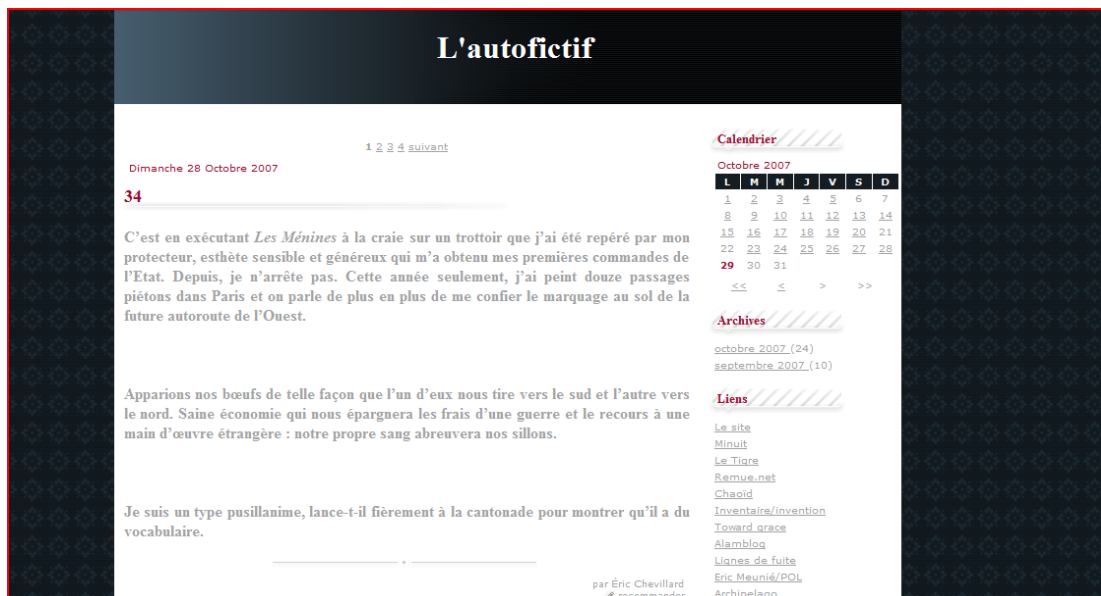 L'autofictif
1 2 3 4 suivant
Dimanche 28 Octobre 2007
34
C'est en exécutant Les Ménines à la craie sur un trottoir que j'ai été repéré par mon
protecteur, esthète sensible et généreux qui m'a obtenu mes premières commandes de
l'Etat. Depuis, je n'arrête pas. Cette année seulement, j'ai peint douze passages
piétons dans Paris et on parle de plus en plus de me confier le marquage au sol de la
future autoroute de l'Ouest.
Apparions nos bœufs de telle façon que l'un d'eux nous tire vers le sud et l'autre vers
le nord. Saine économie qui nous épargnera les frais d'une guerre et le recours à une
main d'œuvre étrangère : notre propre sang abreuvera nos sillons.
Je suis un type pusillanime, lance-t-il fièrement à la cantonade pour montrer qu'il a du
vocabulaire.
par Éric Chevillard
recommander
Calendrier
Octobre 2007
L M M J V S D
1 2 3 4 5 6 7
8 9 10 11 12 13 14
15 16 17 18 19 20 21
22 23 24 25 26 27 28
29 30 31
<< < > >>
Archives
octobre 2007 (24)
septembre 2007 (10)
Liens
Le site
Minuit
Le Tigre
Remue.net
Chaoïd
Inventaire/invention
Toward grace
Alamblog
Lignes de fuite
Eric Meunié/POL
Archipelago